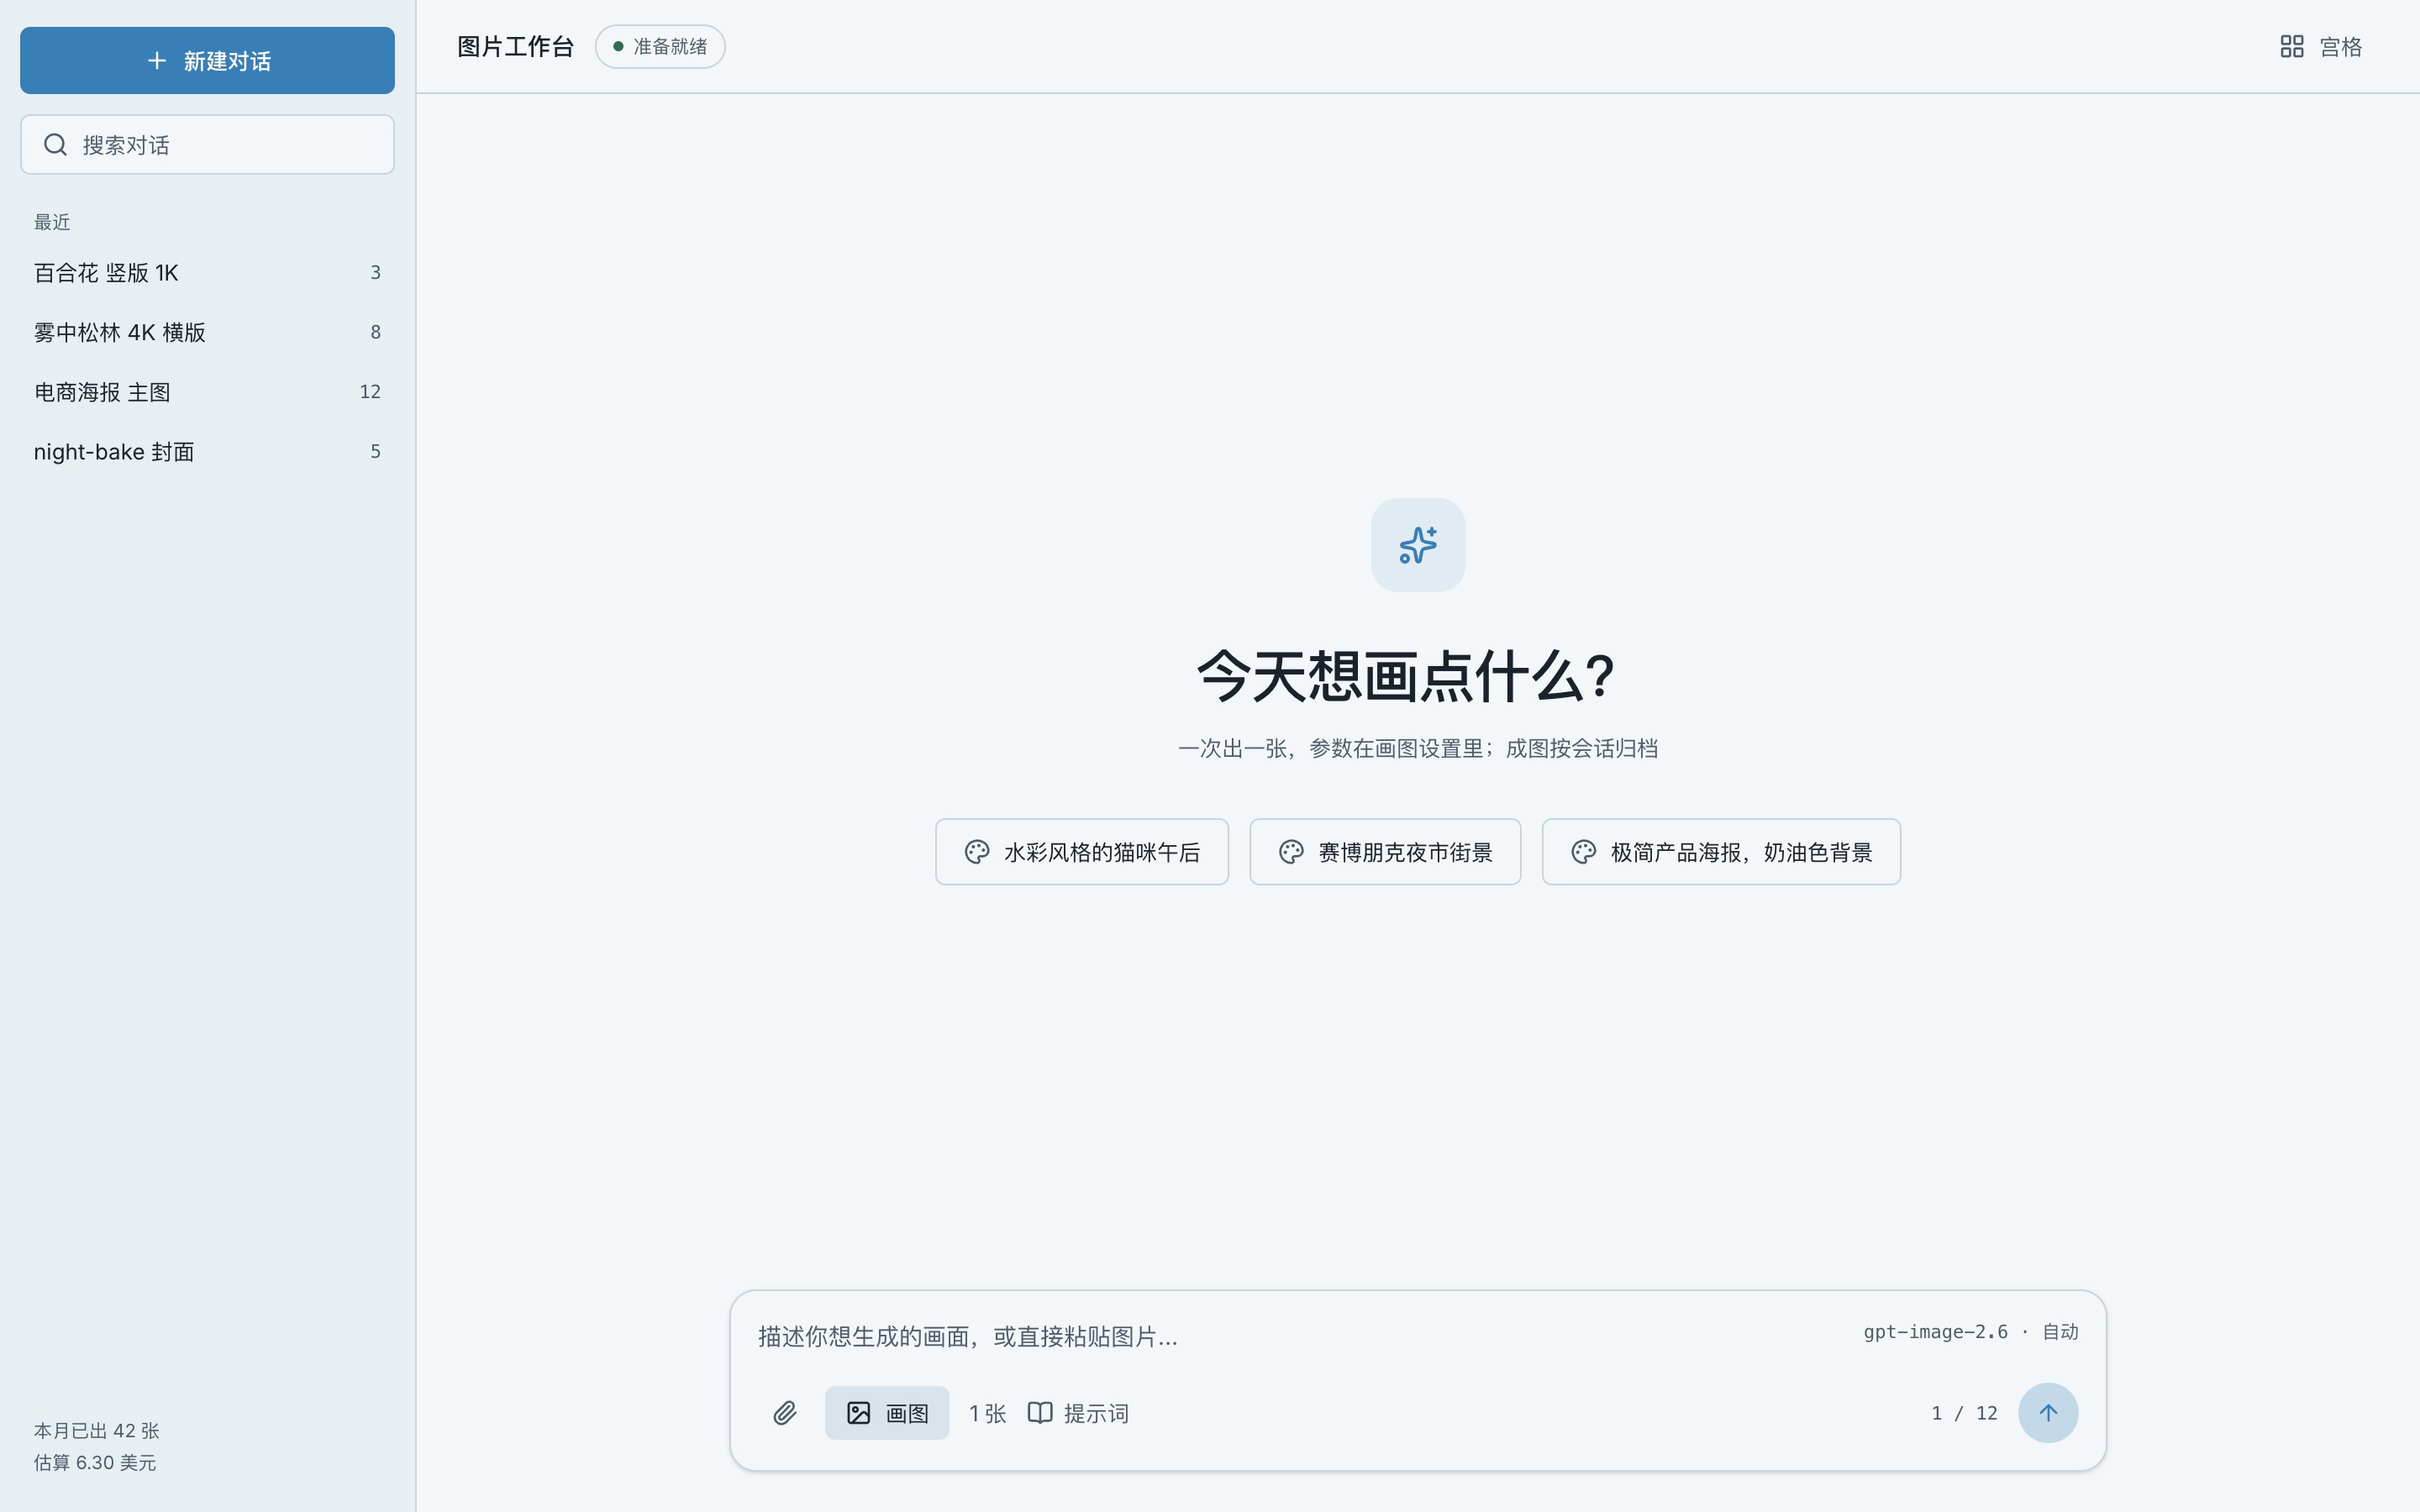 新建对话
搜索对话
最近
百合花 竖版 1K 3
雾中松林 4K 横版 8
电商海报 主图 12
night-bake 封面 5
本月已出 42 张
估算 6.30 美元
图片工作台 准备就绪 宫格
今天想画点什么?
一次出一张，参数在画图设置里；成图按会话归档
水彩风格的猫咪午后 赛博朋克夜市街景 极简产品海报，奶油色背景
描述你想生成的画面，或直接粘贴图片... gpt-image-2.6 · 自动
画图 1 张 提示词 1 / 12